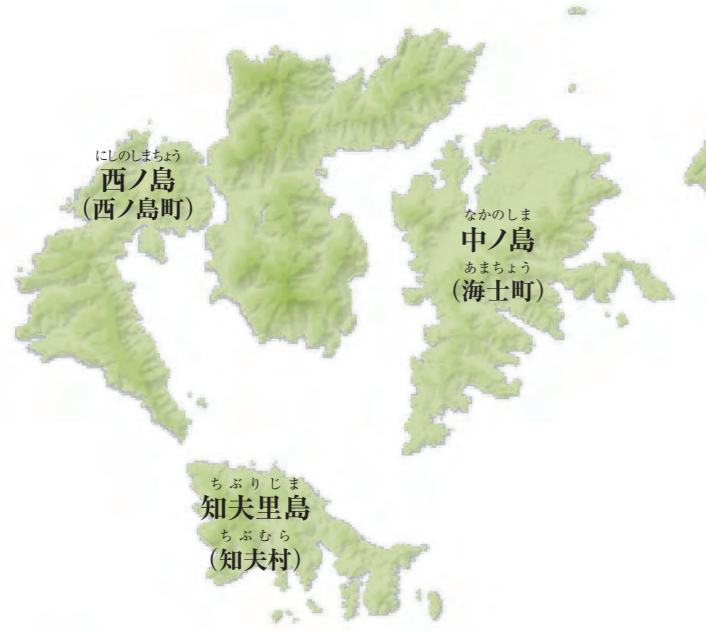 にしのしまちょう
西ノ島
（西ノ島町）
なかのしま
中ノ島
あまちょう
（海士町）
ちぶりじま
知夫里島
ちぶむら
（知夫村）